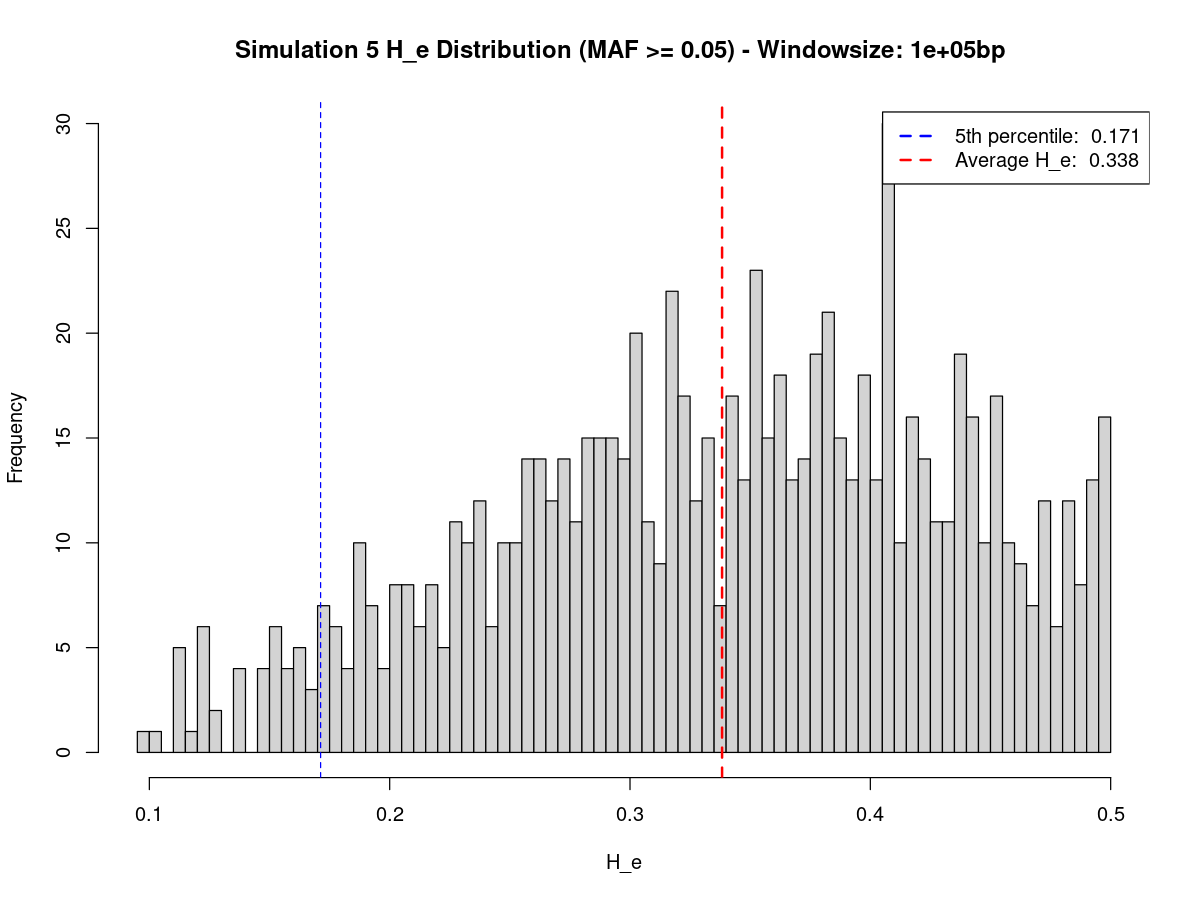 Simulation 5 H_e Distribution (MAF >= 0.05) - Windowsize: 1e+05bp
5th percentile: 0.171
Average H_e: 0.338
Frequency
30
25
20
15
10
5
0
0.1 0.2 0.3 0.4 0.5
H_e